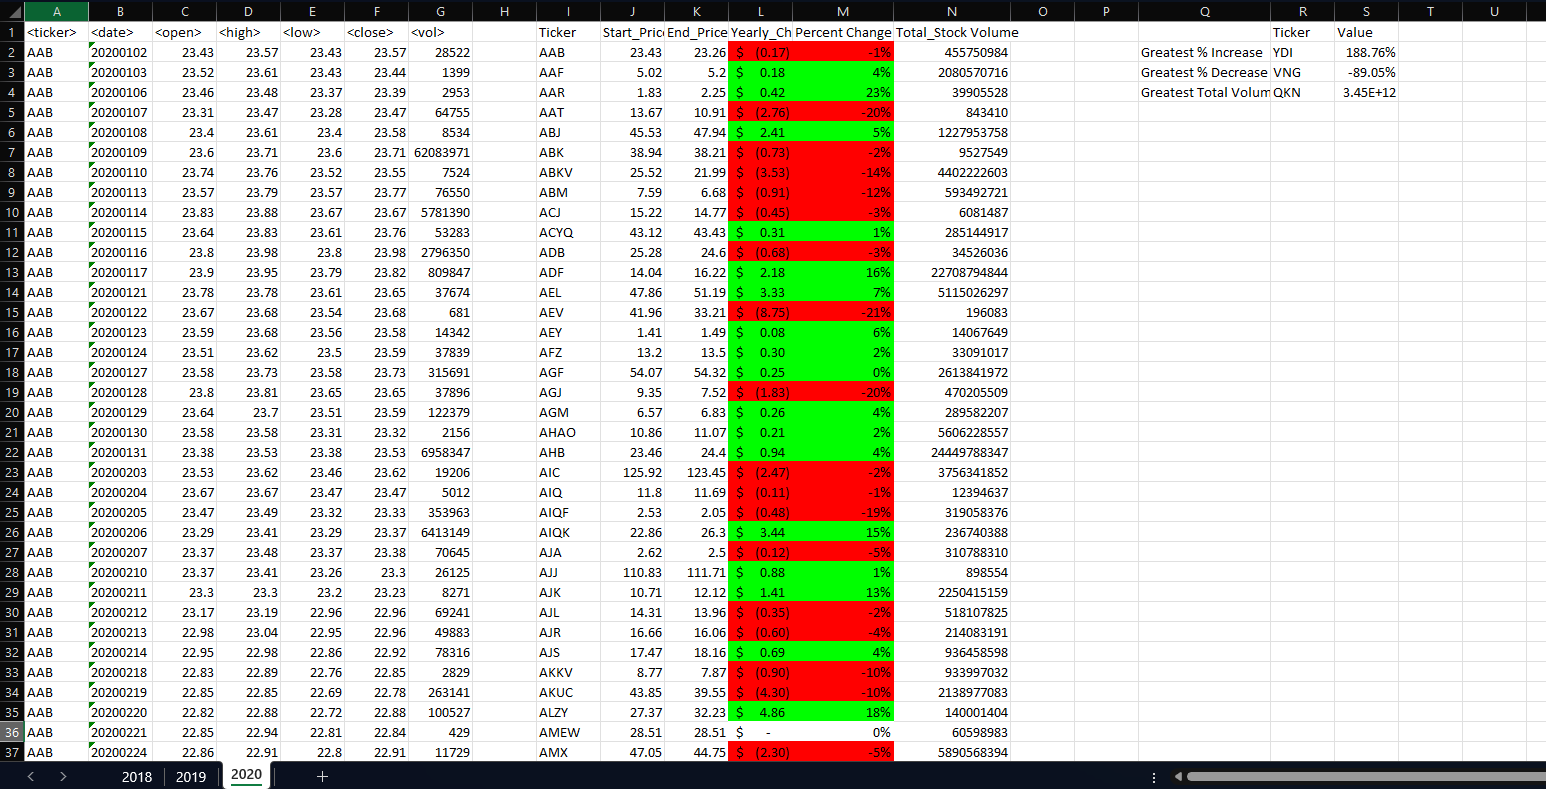 A B C D E F G H I J K L M N O P Q R S T U
1 <ticker> <date> <open> <high> <low> <close> <vol> Ticker Start_Pric End_Price Yearly_Ch Percent Change Total_Stock Volume Ticker Value
2 AAB 20200102 23.43 23.57 23.43 23.57 28522 AAB 23.43 23.26 $ (0.17) -1% 455750984 Greatest % Increase YDI 188.76%
3 AAB 20200103 23.52 23.61 23.43 23.44 1399 AAF 5.02 5.2 $ 0.18 4% 2080570716 Greatest % Decrease VNG -89.05%
4 AAB 20200106 23.46 23.48 23.37 23.39 2953 AAR 1.83 2.25 $ 0.42 23% 39905528 Greatest Total Volum QKN 3.45E+12
5 AAB 20200107 23.31 23.47 23.28 23.47 64755 AAT 13.67 10.91 $ (2.76) -20% 843410
6 AAB 20200108 23.4 23.61 23.4 23.58 8534 ABJ 45.53 47.94 $ 2.41 5% 1227953758
7 AAB 20200109 23.6 23.71 23.6 23.71 62083971 ABK 38.94 38.21 $ (0.73) -2% 9527549
8 AAB 20200110 23.74 23.76 23.52 23.55 7524 ABKV 25.52 21.99 $ (3.53) -14% 4402222603
9 AAB 20200113 23.57 23.79 23.57 23.77 76550 ABM 7.59 6.68 $ (0.91) -12% 593492721
10 AAB 20200114 23.83 23.88 23.67 23.67 5781390 ACJ 15.22 14.77 $ (0.45) -3% 6081487
11 AAB 20200115 23.64 23.83 23.61 23.76 53283 ACYQ 43.12 43.43 $ 0.31 1% 285144917
12 AAB 20200116 23.8 23.98 23.8 23.98 2796350 ADB 25.28 24.6 $ (0.68) -3% 34526036
13 AAB 20200117 23.9 23.95 23.79 23.82 809847 ADF 14.04 16.22 $ 2.18 16% 22708794844
14 AAB 20200121 23.78 23.78 23.61 23.65 37674 AEL 47.86 51.19 $ 3.33 7% 5115026297
15 AAB 20200122 23.67 23.68 23.54 23.68 681 AEV 41.96 33.21 $ (8.75) -21% 196083
16 AAB 20200123 23.59 23.68 23.56 23.58 14342 AEY 1.41 1.49 $ 0.08 6% 14067649
17 AAB 20200124 23.51 23.62 23.5 23.59 37839 AFZ 13.2 13.5 $ 0.30 2% 33091017
18 AAB 20200127 23.58 23.73 23.58 23.73 315691 AGF 54.07 54.32 $ 0.25 0% 2613841972
19 AAB 20200128 23.8 23.81 23.65 23.65 37896 AGJ 9.35 7.52 $ (1.83) -20% 470205509
20 AAB 20200129 23.64 23.7 23.51 23.59 122379 AGM 6.57 6.83 $ 0.26 4% 289582207
21 AAB 20200130 23.58 23.58 23.31 23.32 2156 AHAO 10.86 11.07 $ 0.21 2% 5606228557
22 AAB 20200131 23.38 23.53 23.38 23.53 6958347 AHB 23.46 24.4 $ 0.94 4% 24449788347
23 AAB 20200203 23.53 23.62 23.46 23.62 19206 AIC 125.92 123.45 $ (2.47) -2% 3756341852
24 AAB 20200204 23.67 23.67 23.47 23.47 5012 AIQ 11.8 11.69 $ (0.11) -1% 12394637
25 AAB 20200205 23.47 23.49 23.32 23.33 353963 AIQF 2.53 2.05 $ (0.48) -19% 319058376
26 AAB 20200206 23.29 23.41 23.29 23.37 6413149 AIQK 22.86 26.3 $ 3.44 15% 236740388
27 AAB 20200207 23.37 23.48 23.37 23.38 70645 AJA 2.62 2.5 $ (0.12) -5% 310788310
28 AAB 20200210 23.37 23.41 23.26 23.3 26125 AJJ 110.83 111.71 $ 0.88 1% 898554
29 AAB 20200211 23.3 23.3 23.2 23.23 8271 AJK 10.71 12.12 $ 1.41 13% 2250415159
30 AAB 20200212 23.17 23.19 22.96 22.96 69241 AJL 14.31 13.96 $ (0.35) -2% 518107825
31 AAB 20200213 22.98 23.04 22.95 22.96 49883 AJR 16.66 16.06 $ (0.60) -4% 214083191
32 AAB 20200214 22.95 22.98 22.86 22.92 78316 AJS 17.47 18.16 $ 0.69 4% 936458598
33 AAB 20200218 22.83 22.89 22.76 22.85 2829 AKKV 8.77 7.87 $ (0.90) -10% 933997032
34 AAB 20200219 22.85 22.85 22.69 22.78 263141 AKUC 43.85 39.55 $ (4.30) -10% 2138977083
35 AAB 20200220 22.82 22.88 22.72 22.88 100527 ALZY 27.37 32.23 $ 4.86 18% 140001404
36 AAB 20200221 22.85 22.94 22.81 22.84 429 AMEW 28.51 28.51 $ - 0% 60598983
37 AAB 20200224 22.86 22.91 22.8 22.91 11729 AMX 47.05 44.75 $ (2.30) -5% 5890568394
2018 2019 2020 +